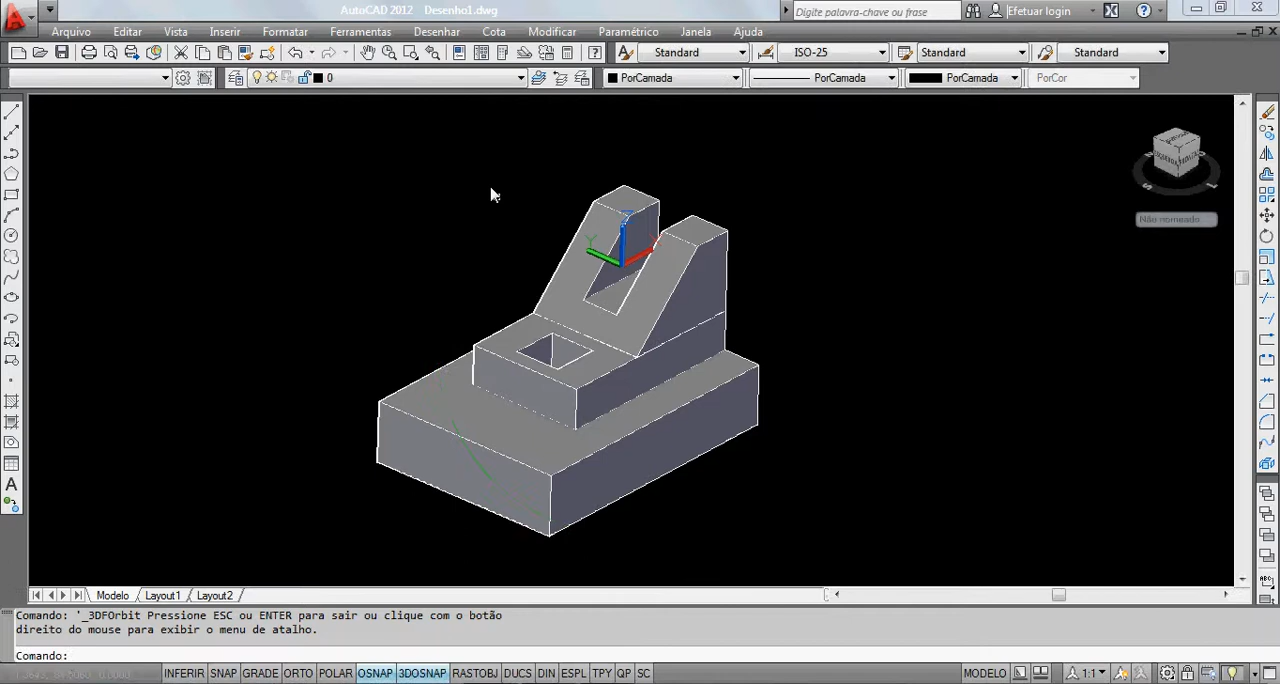 AutoCAD 2012 Desenho1.dwg
Digite palavra-chave ou frase
Efetuar login
Arquivo Editar Vista Inserir Formatar Ferramentas Desenhar Cota Modificar Paramétrico Janela Ajuda
Standard ISO-25 Standard Standard
0 PorCamada PorCamada PorCamada PorCor
Não nomeado
Y
Modelo Layout1 Layout2
Comando: '_3DFOrbit Pressione ESC ou ENTER para sair ou clique com o botão
direito do mouse para exibir o menu de atalho.
Comando:
INFERIR SNAP GRADE ORTO POLAR OSNAP 3DOSNAP RASTOBJ DUCS DIN ESPL TPY QP SC MODELO 1:1